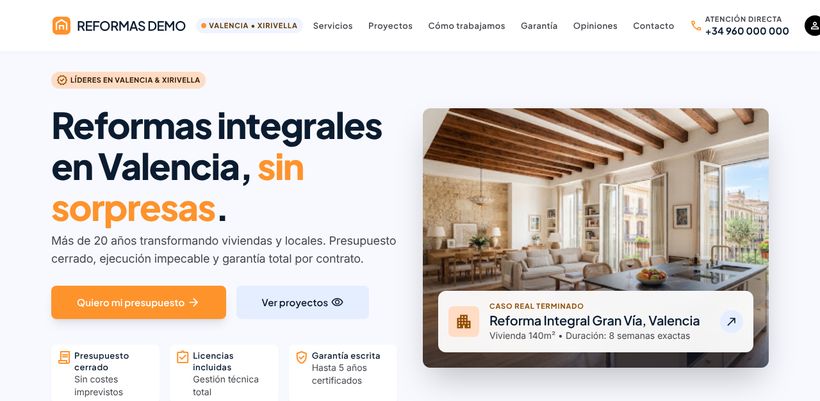 REFORMAS DEMO
VALENCIA • XIRIVELLA
Servicios
Proyectos
Cómo trabajamos
Garantía
Opiniones
Contacto
ATENCIÓN DIRECTA
+34 960 000 000
LÍDERES EN VALENCIA & XIRIVELLA
Reformas integrales
en Valencia, sin
sorpresas.
Más de 20 años transformando viviendas y locales. Presupuesto
cerrado, ejecución impecable y garantía total por contrato.
Quiero mi presupuesto →
Ver proyectos
Presupuesto
cerrado
Sin costes
imprevistos
Licencias
incluidas
Gestión técnica
total
Garantía escrita
Hasta 5 años
certificados
CASO REAL TERMINADO
Reforma Integral Gran Vía, Valencia
Vivienda 140m² • Duración: 8 semanas exactas